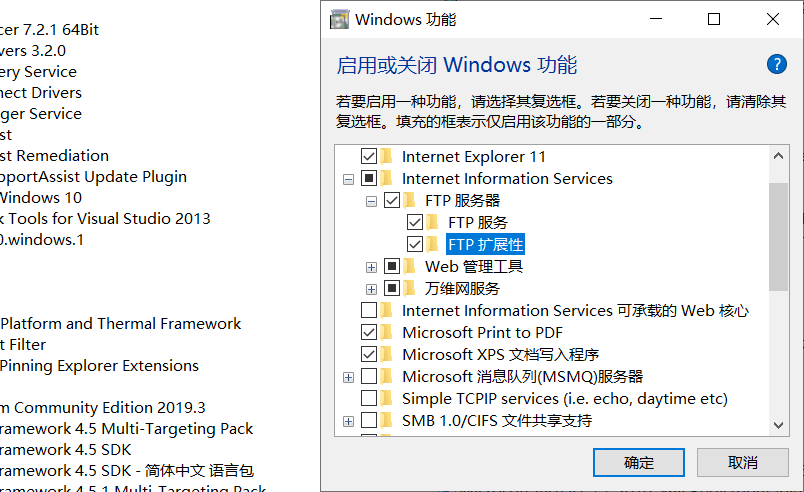 cer 7.2.1 64Bit
vers 3.2.0
ery Service
nect Drivers
ger Service
st
st Remediation
pportAssist Update Plugin
Windows 10
k Tools for Visual Studio 2013
0.windows.1
Platform and Thermal Framework
t Filter
Pinning Explorer Extensions
m Community Edition 2019.3
ramework 4.5 Multi-Targeting Pack
ramework 4.5 SDK
ramework 4.5 SDK - 简体中文 语言包
ramework 4.5.1 Multi-Targeting Pack
Windows 功能
启用或关闭 Windows 功能
?
若要启用一种功能，请选择其复选框。若要关闭一种功能，请清除其
复选框。填充的框表示仅启用该功能的一部分。
Internet Explorer 11
Internet Information Services
FTP 服务器
FTP 服务
FTP 扩展性
Web 管理工具
万维网服务
Internet Information Services 可承载的 Web 核心
Microsoft Print to PDF
Microsoft XPS 文档写入程序
Microsoft 消息队列(MSMQ)服务器
Simple TCPIP services (i.e. echo, daytime etc)
SMB 1.0/CIFS 文件共享支持
确定
取消